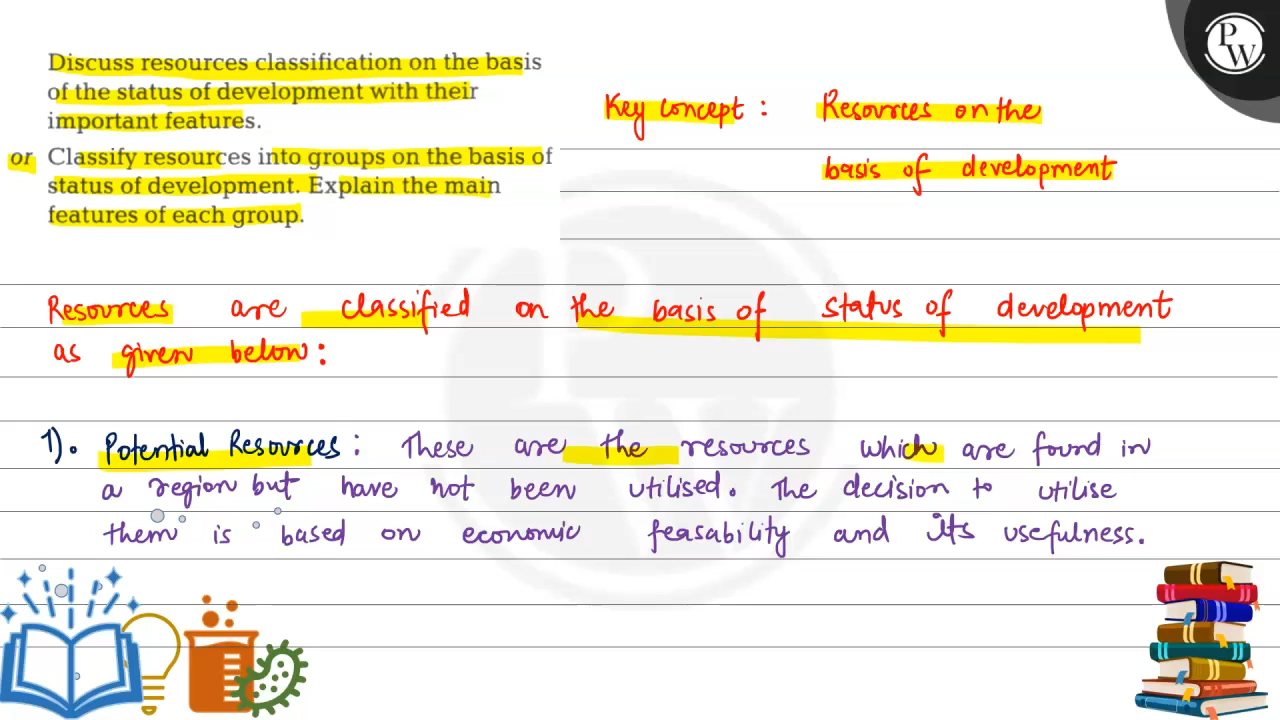 PW
Discuss resources classification on the basis
of the status of development with their
important features.
or Classify resources into groups on the basis of
status of development. Explain the main
features of each group.
Key concept : Resources on the
basis of development
Resources are classified on the basis of status of development
as given below :
1). Potential Resources : These are the resources which are found in
a region but have not been utilised. The decision to utilise
them is based on economic feasability and its usefulness.